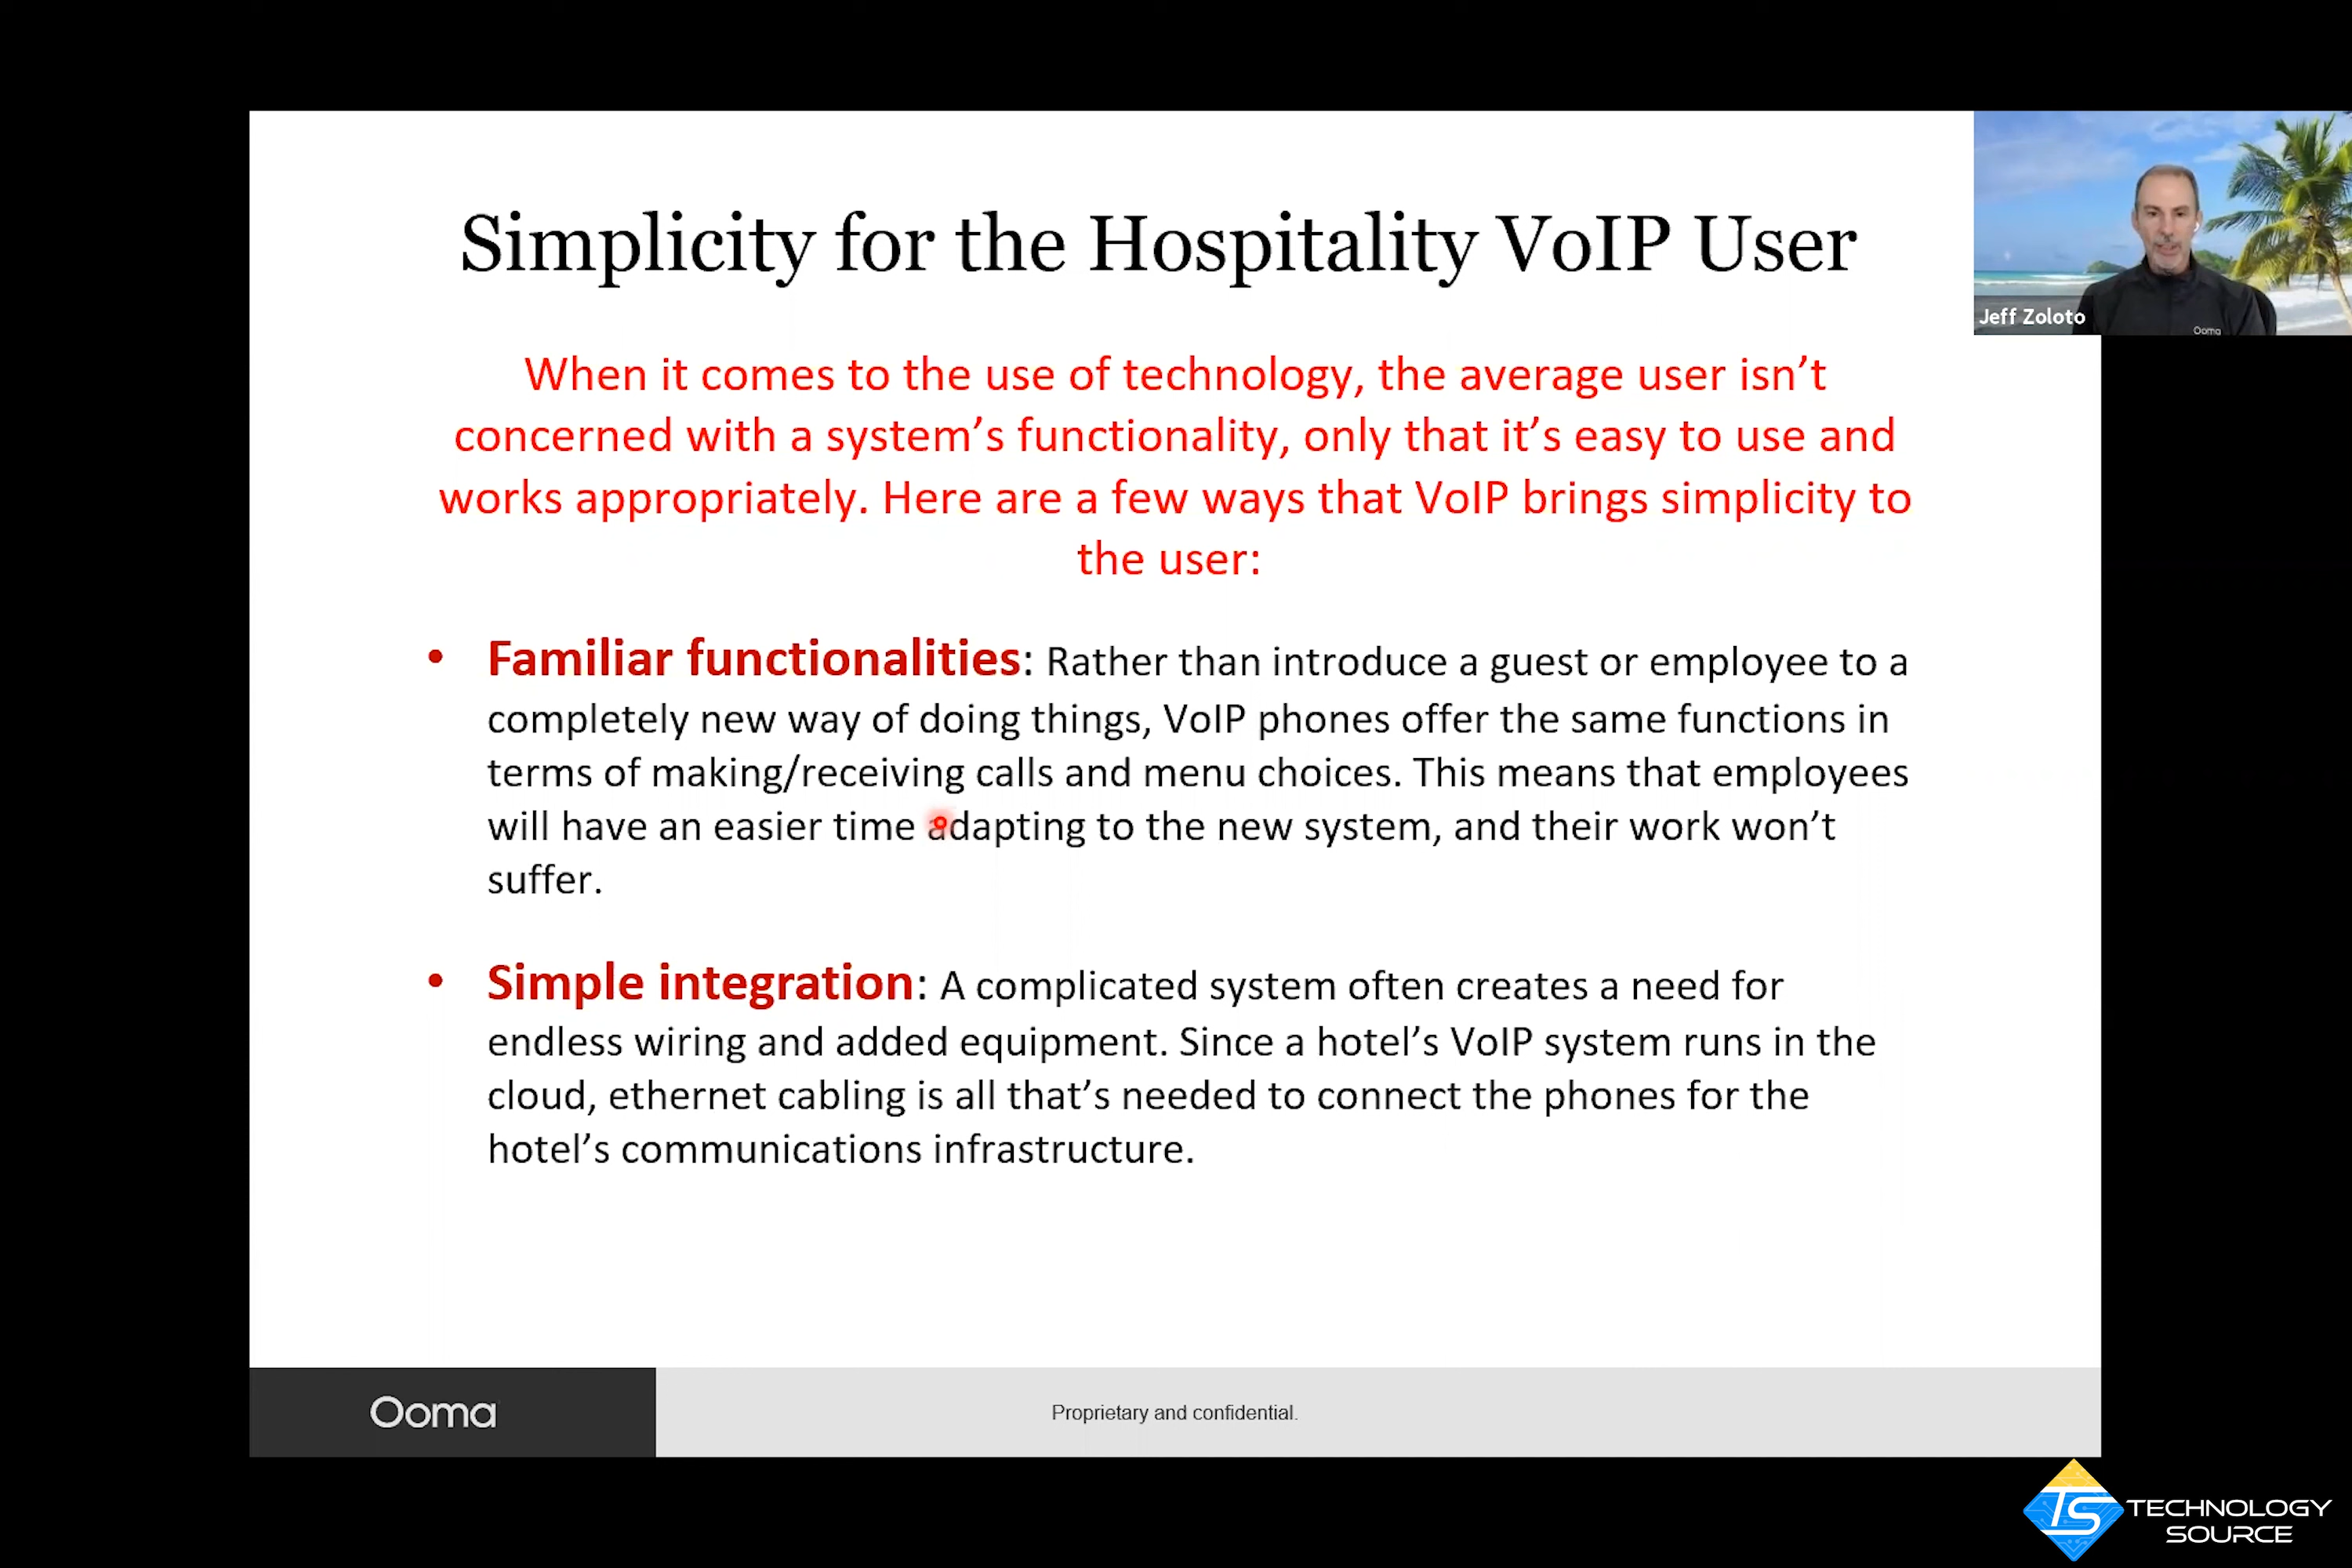 Simplicity for the Hospitality VoIP User
Jeff Zoloto
Ooma
When it comes to the use of technology, the average user isn’t
concerned with a system’s functionality, only that it’s easy to use and
works appropriately. Here are a few ways that VoIP brings simplicity to
the user:
• Familiar functionalities: Rather than introduce a guest or employee to a
completely new way of doing things, VoIP phones offer the same functions in
terms of making/receiving calls and menu choices. This means that employees
will have an easier time adapting to the new system, and their work won’t
suffer.
• Simple integration: A complicated system often creates a need for
endless wiring and added equipment. Since a hotel’s VoIP system runs in the
cloud, ethernet cabling is all that’s needed to connect the phones for the
hotel’s communications infrastructure.
Ooma
Proprietary and confidential.
TS TECHNOLOGY
SOURCE